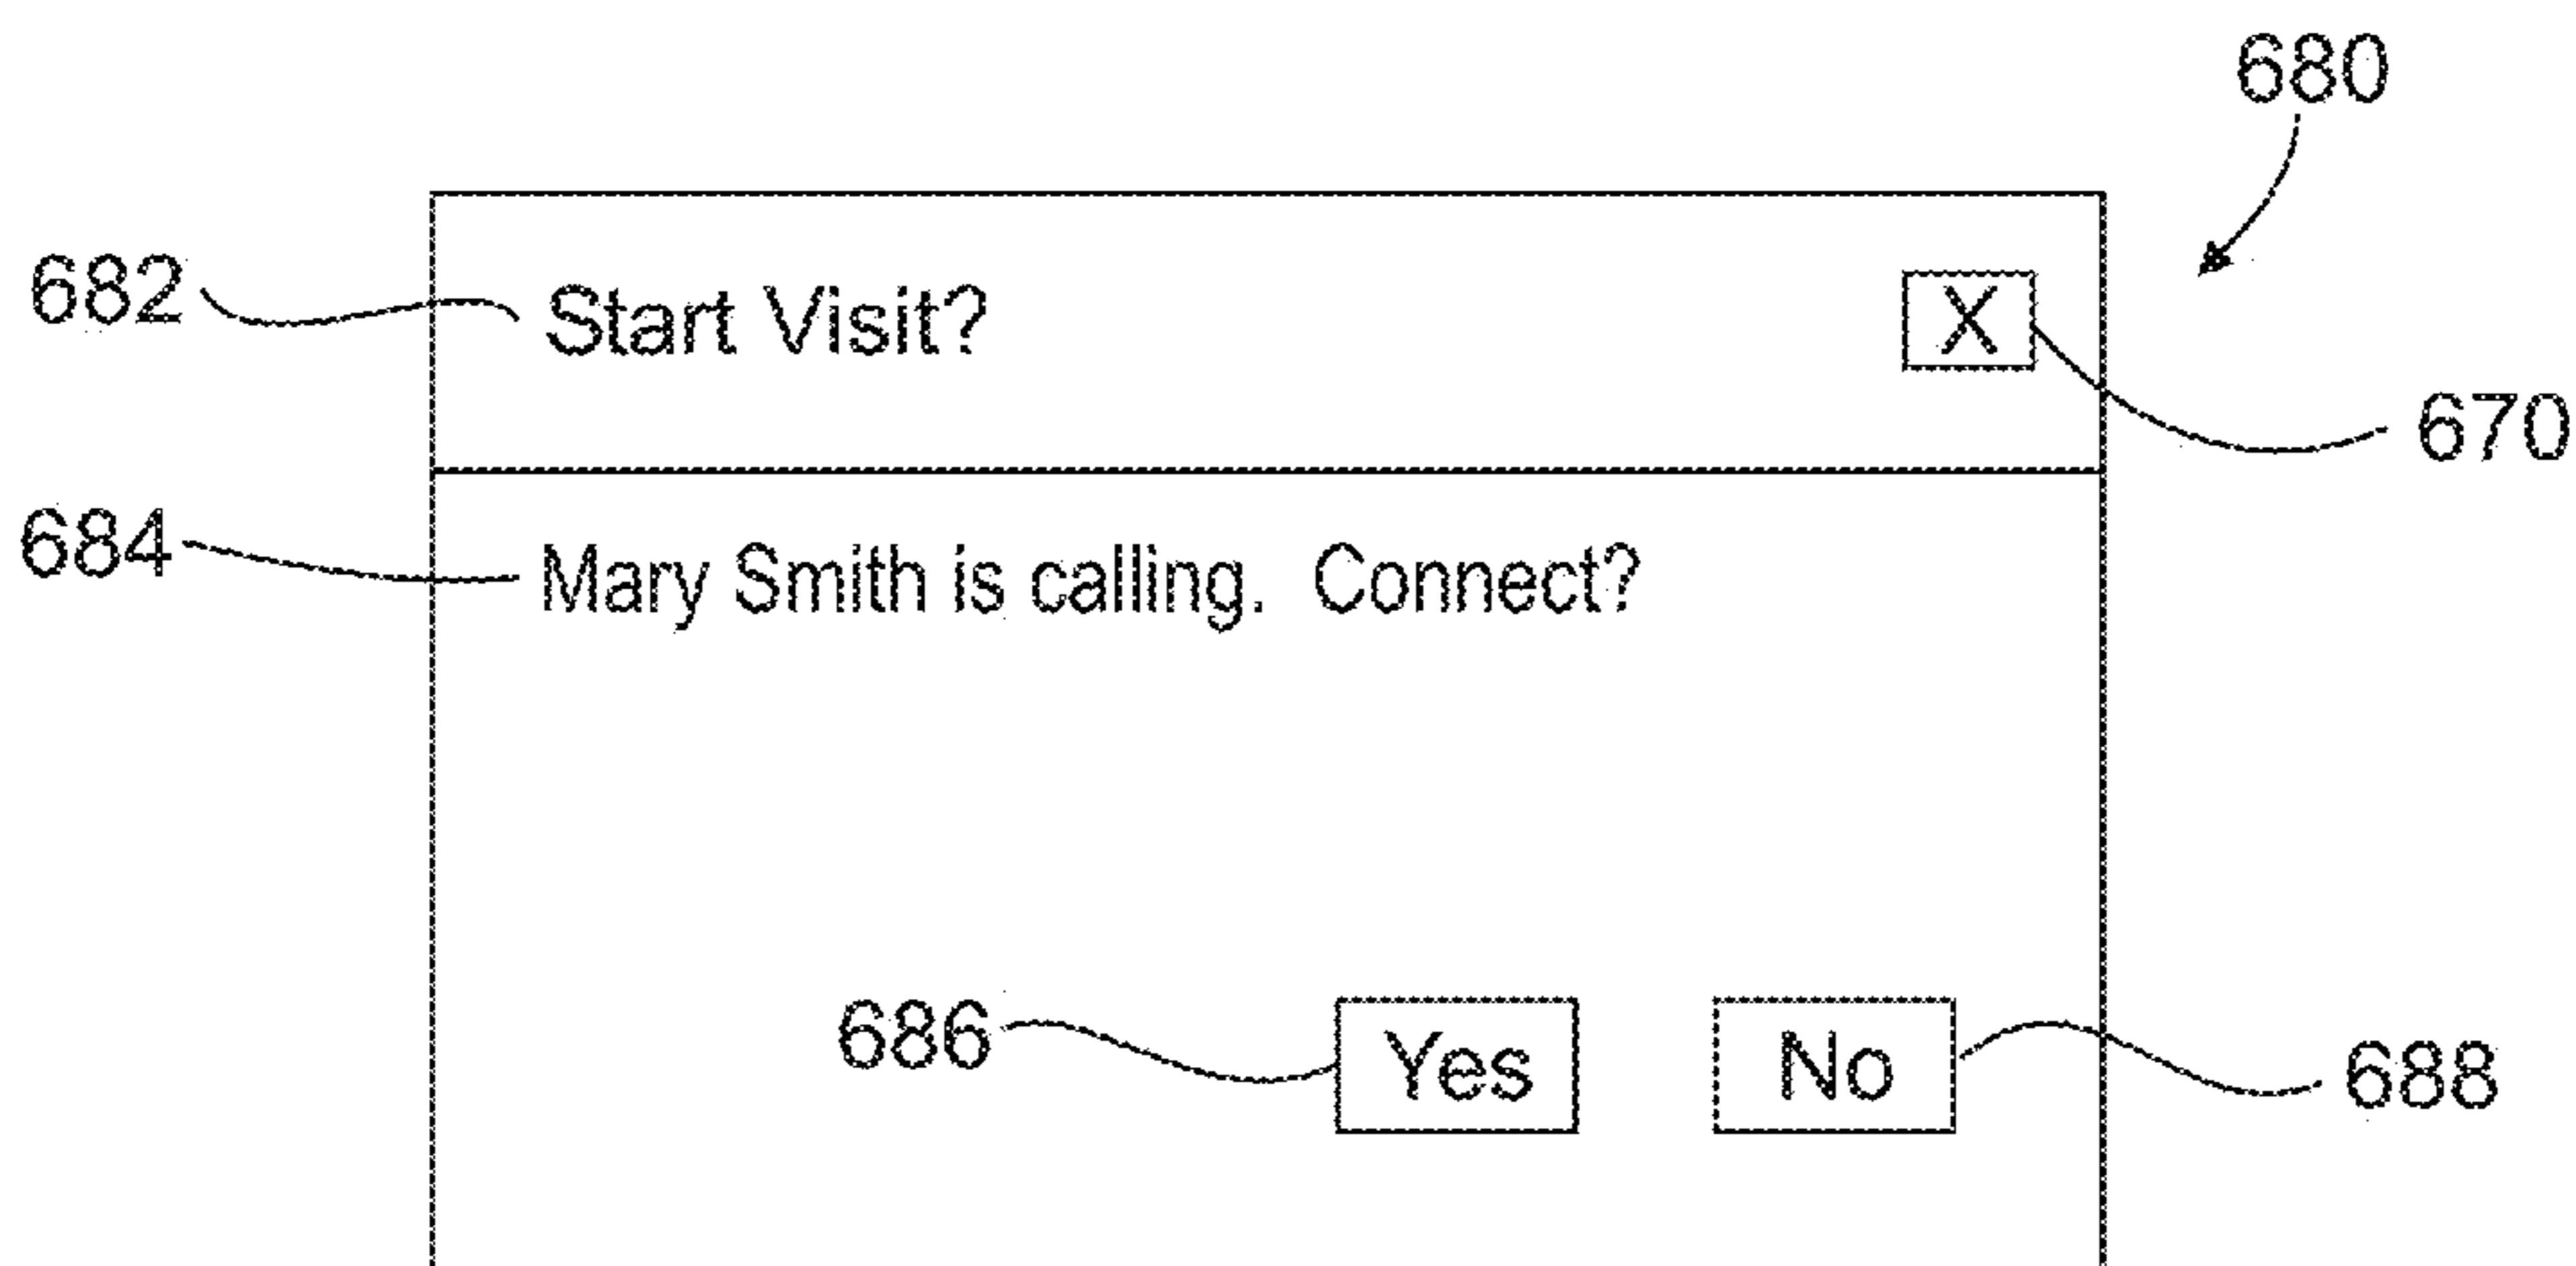 680
682 Start Visit? X
670
684 Mary Smith is calling. Connect?
686 Yes No 688